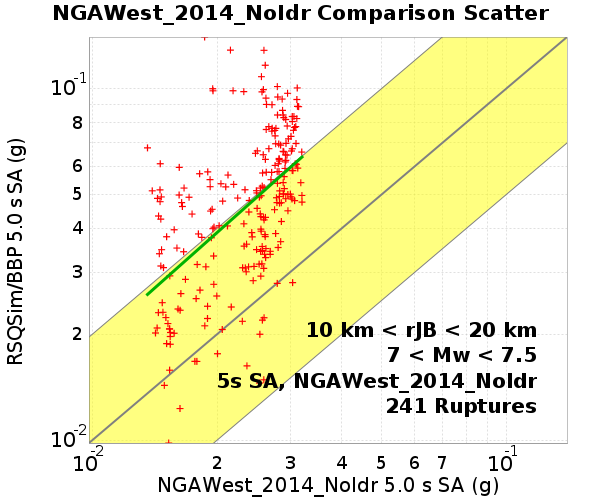 NGAWest_2014_NoIdr Comparison Scatter
RSQSim/BBP 5.0 s SA (g)
10-1
8
6
5
4
3
2
10-2
10 km < rJB < 20 km
7 < Mw < 7.5
5s SA, NGAWest_2014_NoIdr
241 Ruptures
10-2 2 3 4 5 6 7 10-1
NGAWest_2014_NoIdr 5.0 s SA (g)